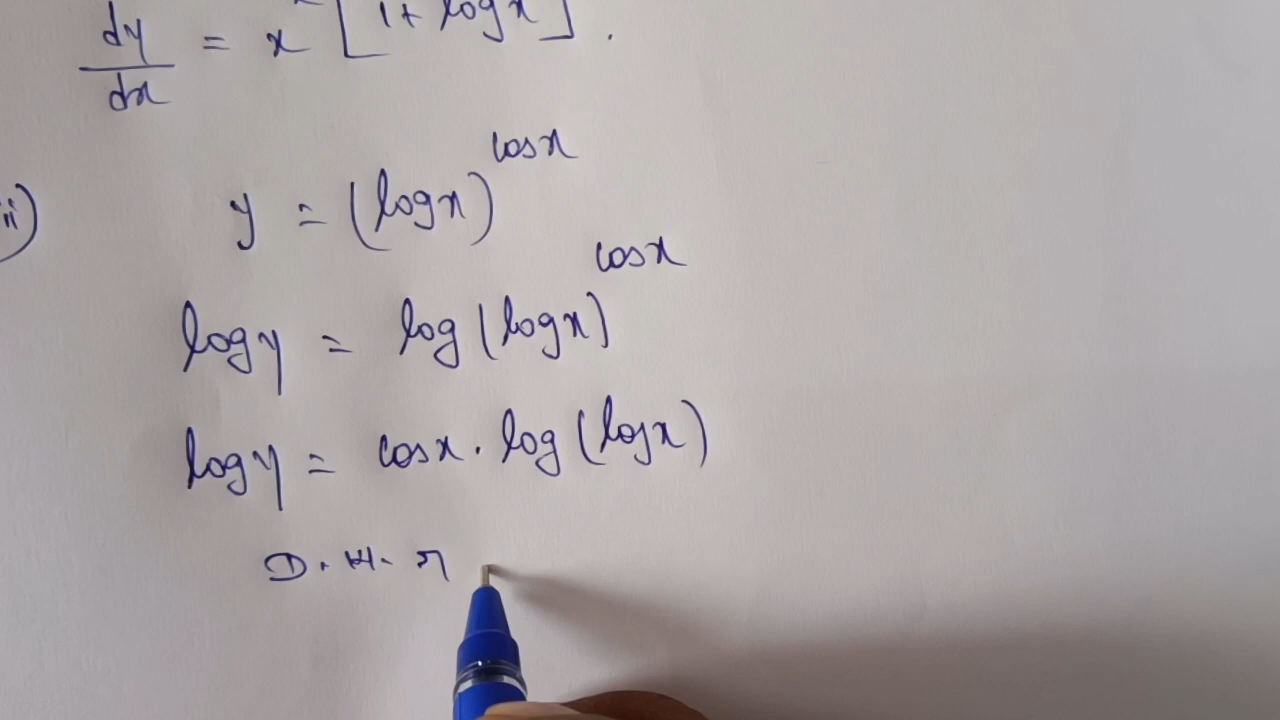 dy/dx = x [1 + log x] .
ii) y = (log x)^cos x
log y = log (log x)^cos x
log y = cos x . log (log x)
D. w. r